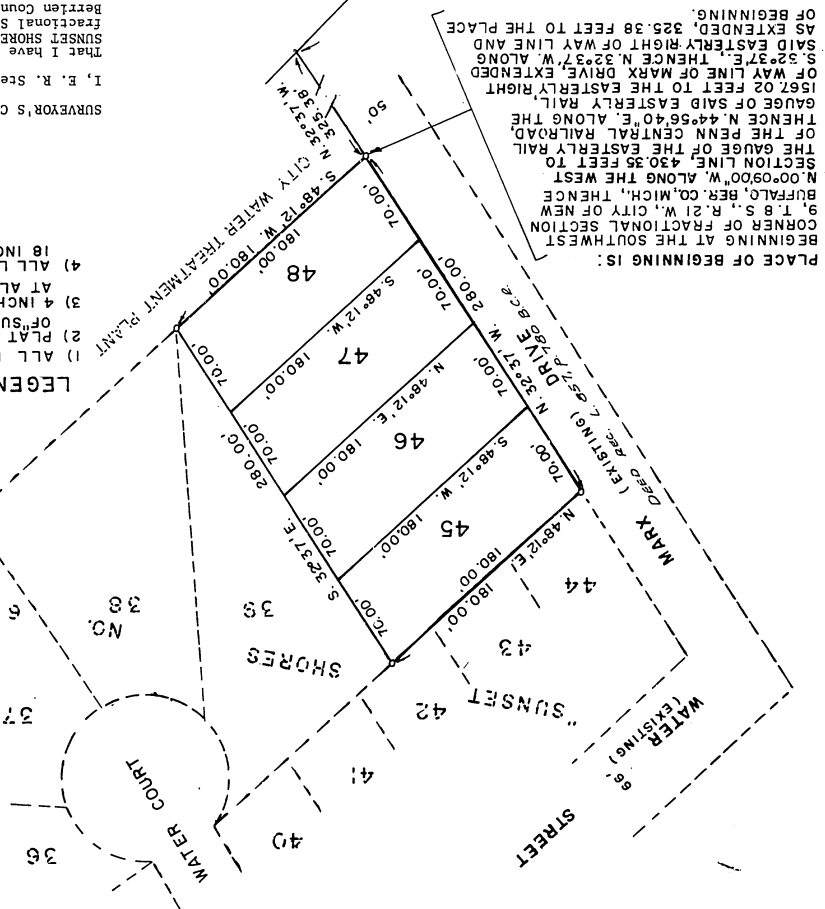 PLACE OF BEGINNING IS:
BEGINNING AT THE SOUTHWEST
CORNER OF FRACTIONAL SECTION
9, T. 8 S., R. 21 W., CITY OF NEW
BUFFALO, BER. CO., MICH., THENCE
N.00°09'00"W, ALONG THE WEST
SECTION LINE, 430.35 FEET TO
THE GAUGE OF THE EASTERLY RAIL
OF THE PENN CENTRAL RAILROAD,
THENCE N. 44°56'40"E. ALONG THE
GAUGE OF SAID EASTERLY RAIL,
1567.02 FEET TO THE EASTERLY RIGHT
OF WAY LINE OF MARX DRIVE, EXTENDED
S.32°37'E., THENCE N.32°37'W. ALONG
SAID EASTERLY RIGHT OF WAY LINE AND
AS EXTENDED, 325.38 FEET TO THE PLACE
OF BEGINNING.
LEGEN
1) ALL
2) PLAT
OF "SU
3) 4 INCH
AT AL
4) ALL L
18 INC
SURVEYOR'S C
I, E. R. Ste
That I have
SUNSET SHORE
fractional S
Berrien Coun
STREET
66'
WATER
(EXISTING)
MARX
(EXISTING)
DRIVE
DEED REC. L. 857, P. 780 B.C.R.
50'
WATER COURT
36
37
38
NO.
6
39
SHORES
"SUNSET
40
41
42
43
44
N. 48°12' E.
180.00'
180.00'
45
70.00'
70.00'
S. 48°12' W.
180.00'
46
70.00'
70.00'
N. 48°12' E.
180.00'
47
70.00'
70.00'
S. 48°12' W.
180.00'
48
70.00'
70.00'
180.00'
S. 48°12' W. 180.00'
S. 32°37' E.
280.00'
N. 32°37' W.
280.00'
CITY WATER TREATMENT PLANT
N. 32°37' W.
325.38'